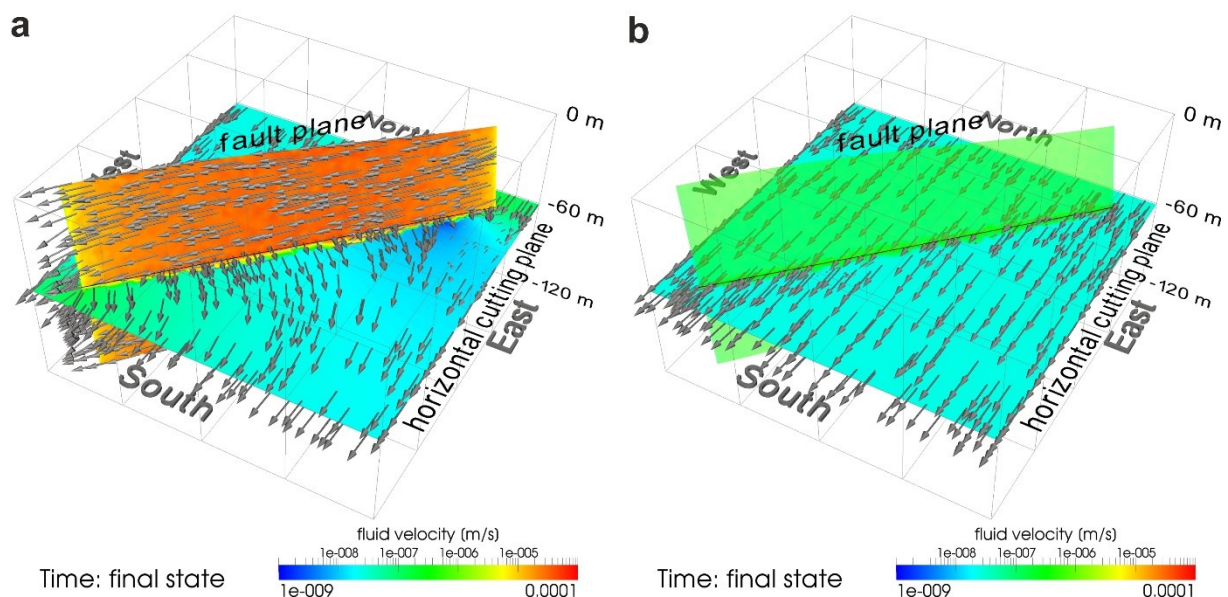 a
0 m
North
fault plane
-60 m
-120 m
horizontal cutting plane
East
South
fluid velocity [m/s]
1e-008 1e-007 1e-006 1e-005
Time: final state
1e-009 0.0001
b
0 m
North
fault plane
West
-60 m
-120 m
horizontal cutting plane
East
South
fluid velocity [m/s]
1e-008 1e-007 1e-006 1e-005
Time: final state
1e-009 0.0001